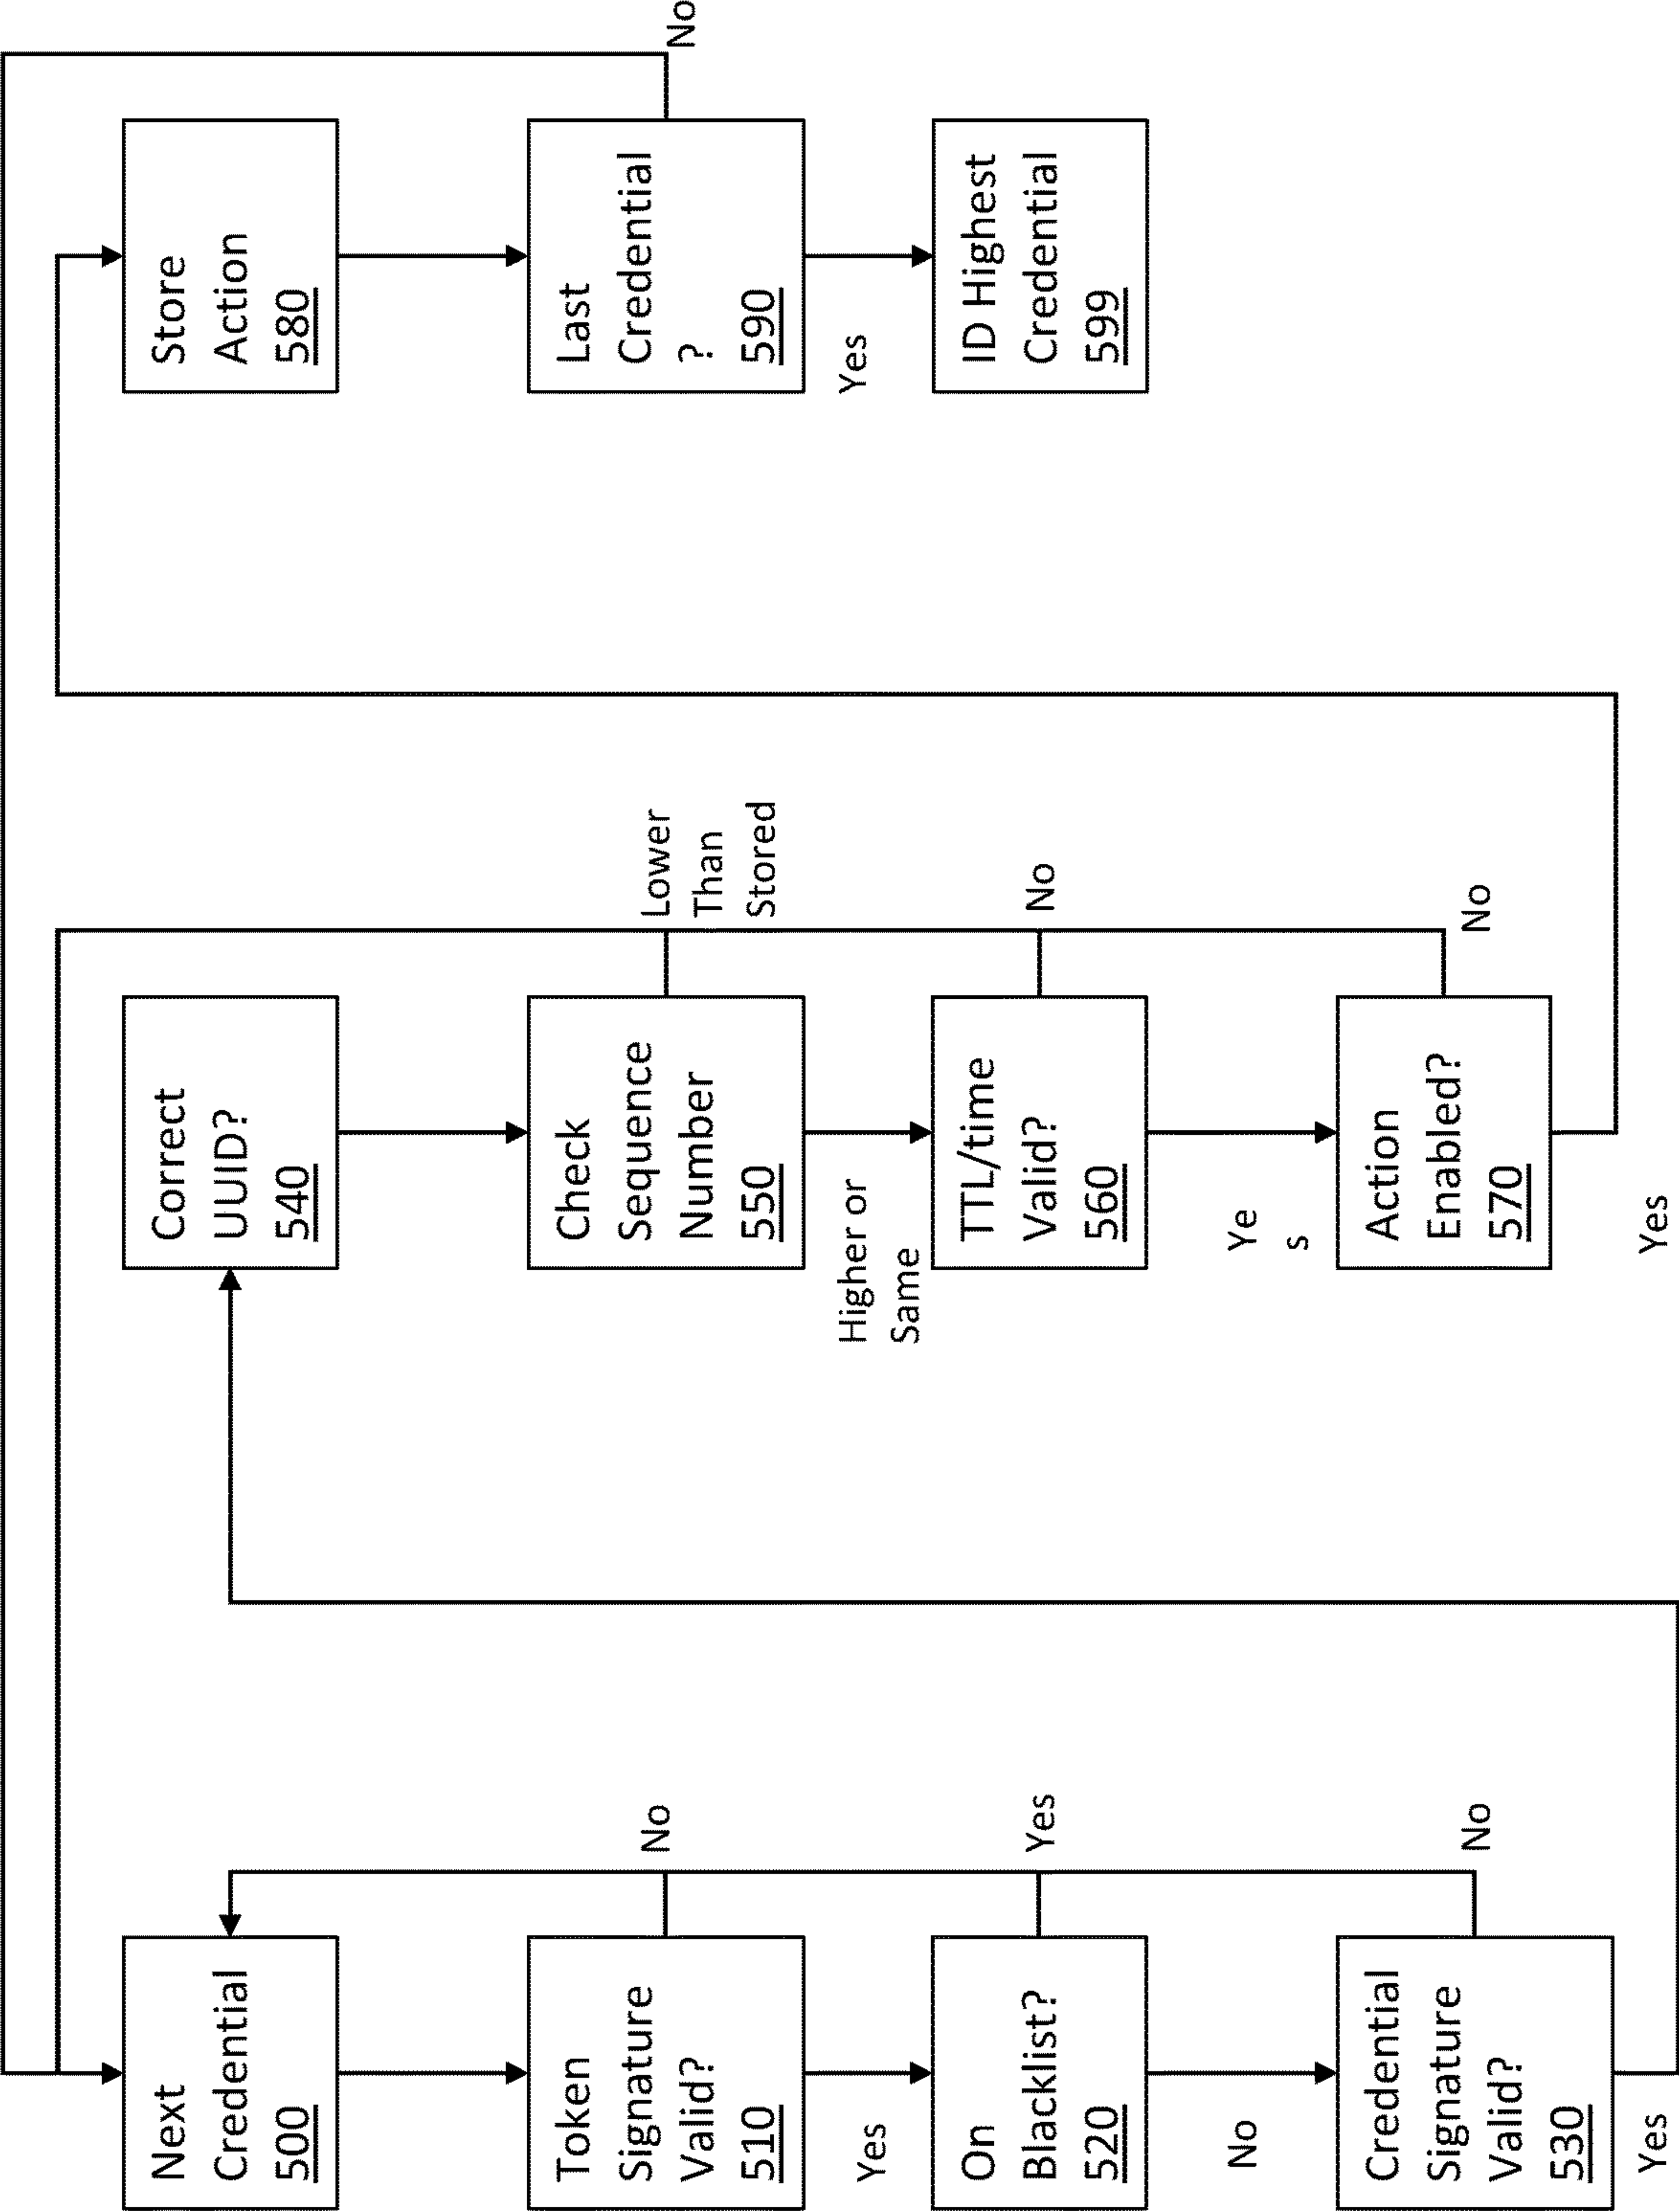 Next
Credential
500
Token
Signature
Valid?
510
No
Yes
On
Blacklist?
520
Yes
No
Credential
Signature
Valid?
530
No
Yes
Correct
UUID?
540
Check
Sequence
Number
550
Lower
Than
Stored
Higher or
Same
TTL/time
Valid?
560
No
Ye
s
Action
Enabled?
570
No
Yes
Store
Action
580
Last
Credential
?
590
No
Yes
ID Highest
Credential
599